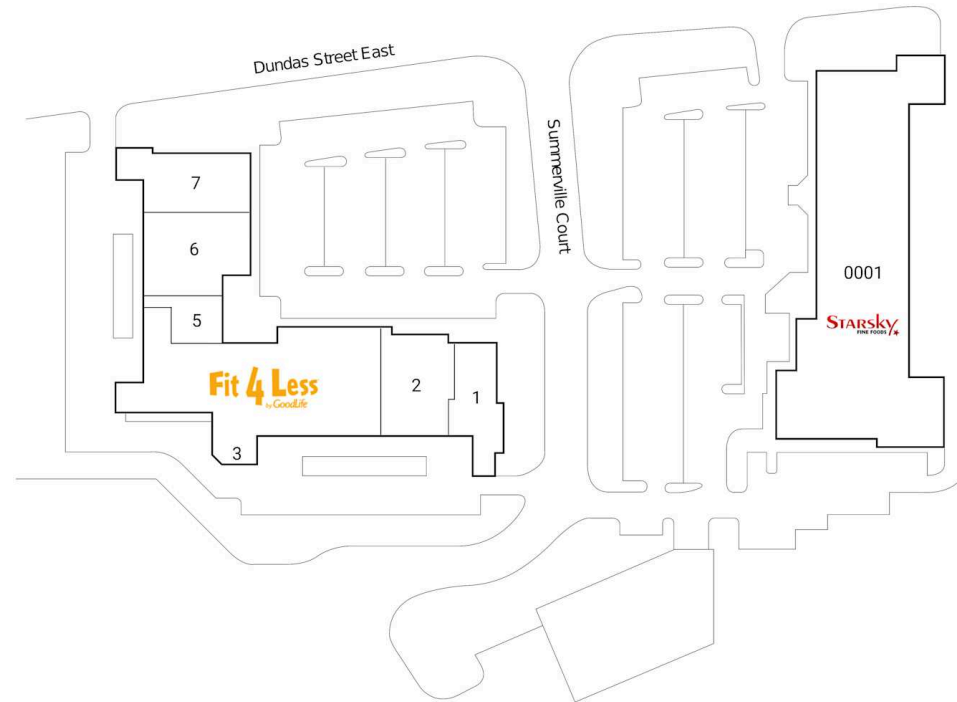 Dundas Street East
Summerville Court
7
6
0001
5
STARSKY
FINE FOODS
Fit 4 Less
by GoodLife
2
1
3